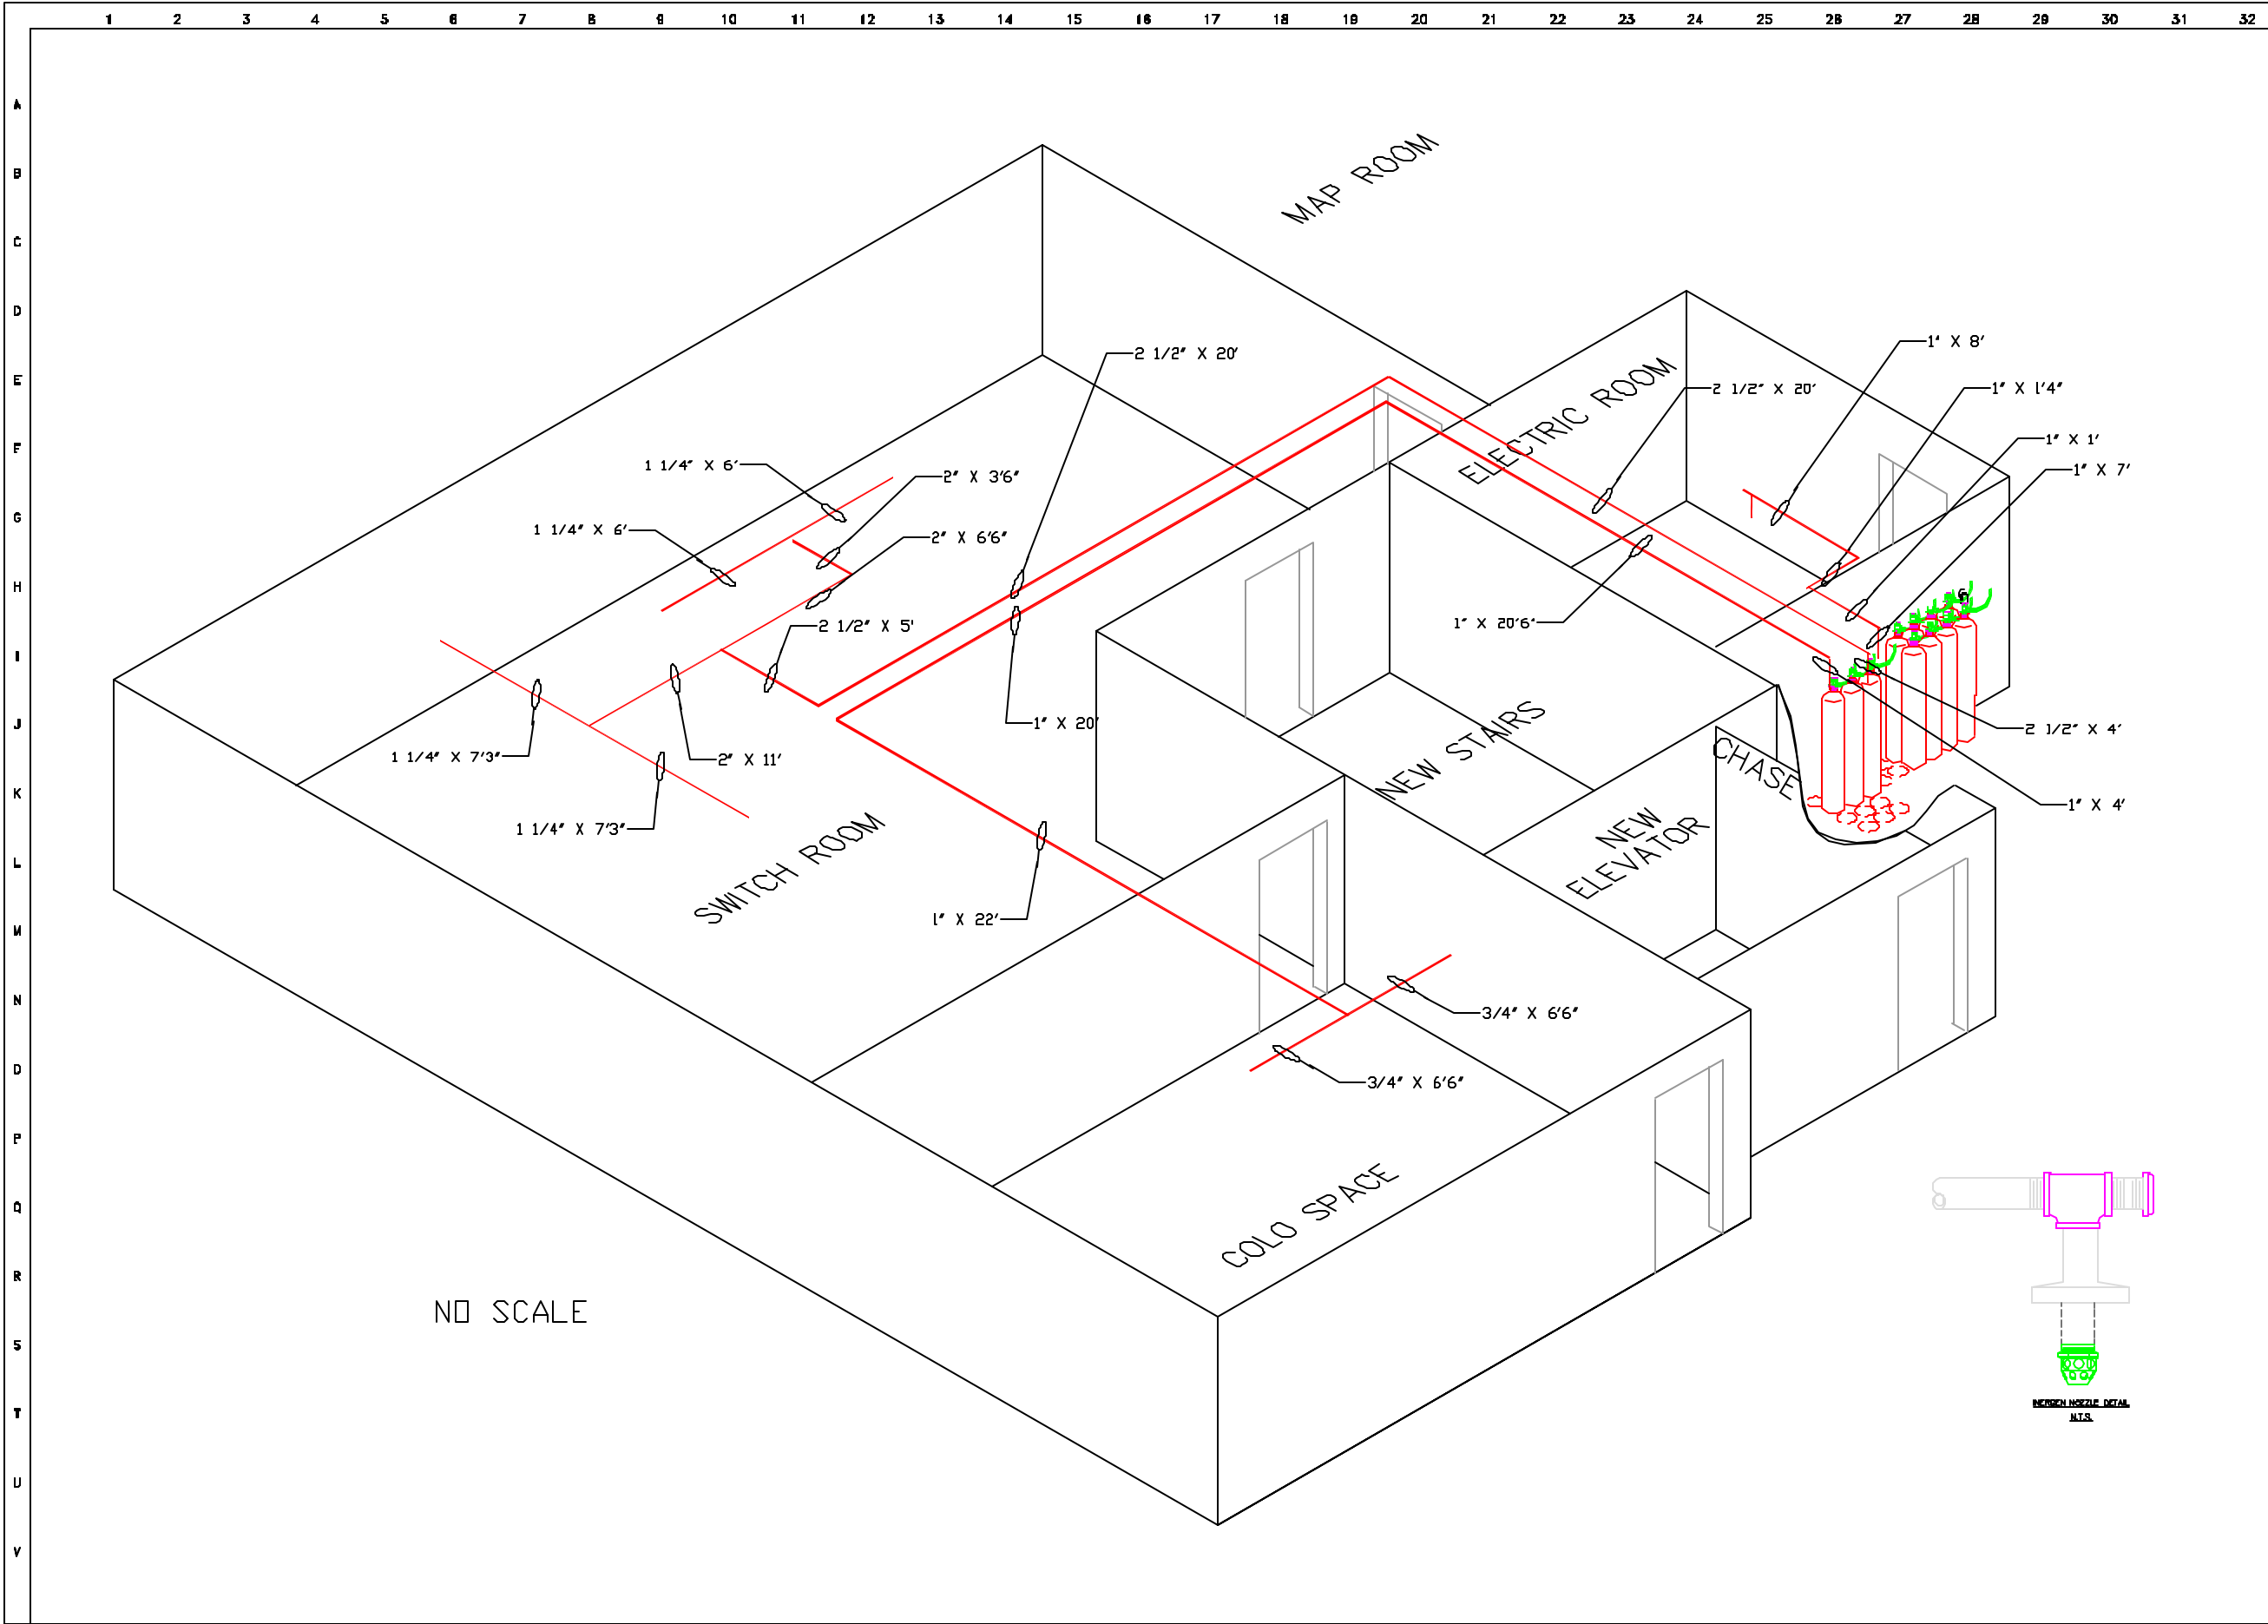 1 2 3 4 5 6 7 8 9 10 11 12 13 14 15 16 17 18 19 20 21 22 23 24 25 26 27 28 29 30 31 32
A
B
C
D
E
F
G
H
I
J
K
L
M
N
O
P
Q
R
S
T
U
V
MAP ROOM
ELECTRIC ROOM
2 1/2" X 20'
1" X 8'
2 1/2" X 20'
1" X 1'4"
1" X 1'
1" X 7'
1 1/4" X 6'
2" X 3'6"
1 1/4" X 6'
2" X 6'6"
2 1/2" X 5'
1" X 20'6"
1" X 20'
2 1/2" X 4'
1 1/4" X 7'3"
2" X 11'
1" X 4'
1 1/4" X 7'3"
NEW STAIRS
CHASE
NEW
ELEVATOR
SWITCH ROOM
1" X 22'
3/4" X 6'6"
3/4" X 6'6"
COLO SPACE
NO SCALE
INERGEN NOZZLE DETAIL
N.T.S.